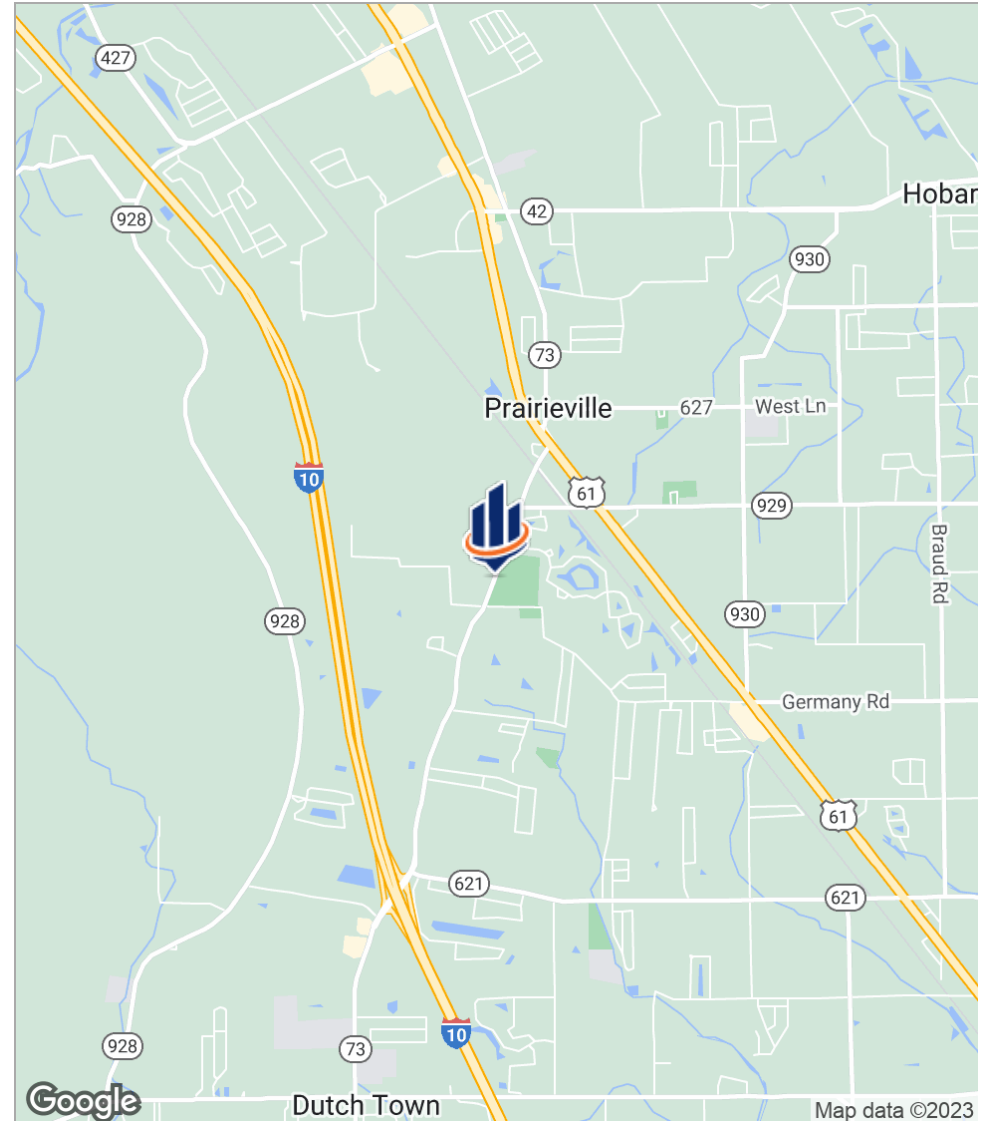 427
928
42
Hobar
930
73
Prairieville
627
West Ln
10
61
929
Braud Rd
928
930
Germany Rd
61
621
621
10
928
73
Dutch Town
Google
Map data ©2023